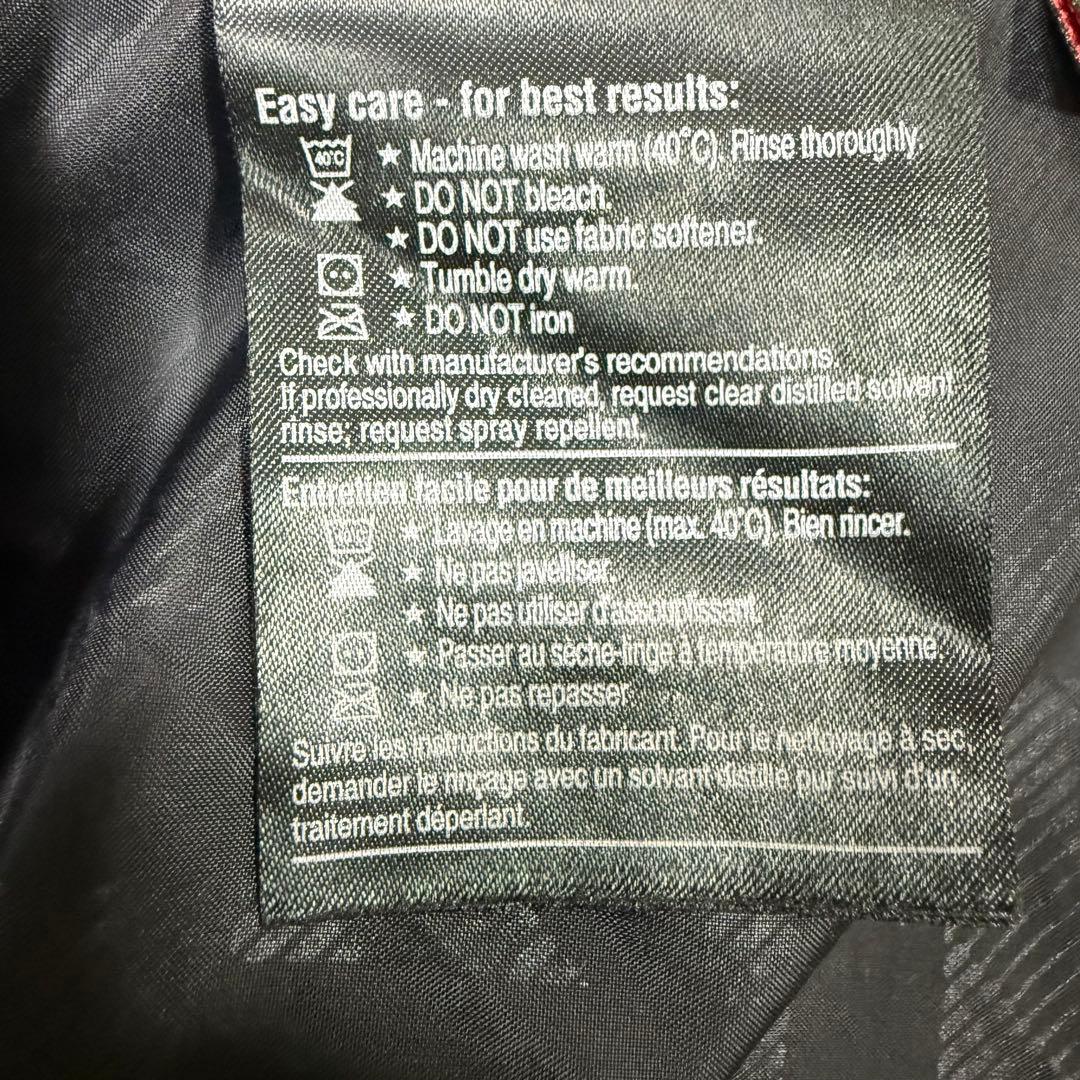 Easy care - for best results:
40°C ★ Machine wash warm (40°C). Rinse thoroughly.
★ DO NOT bleach.
★ DO NOT use fabric softener.
★ Tumble dry warm.
★ DO NOT iron
Check with manufacturer's recommendations.
If professionally dry cleaned, request clear distilled solvent
rinse; request spray repellent.
Entretien facile pour de meilleurs résultats:
★ Lavage en machine (max. 40°C). Bien rincer.
★ Ne pas javelliser.
★ Ne pas utiliser d'assouplissant.
★ Passer au sèche-linge à température moyenne.
★ Ne pas repasser.
Suivre les instructions du fabricant. Pour le nettoyage à sec,
demander le rinçage avec un solvant distillé pur suivi d'un
traitement déperlant.